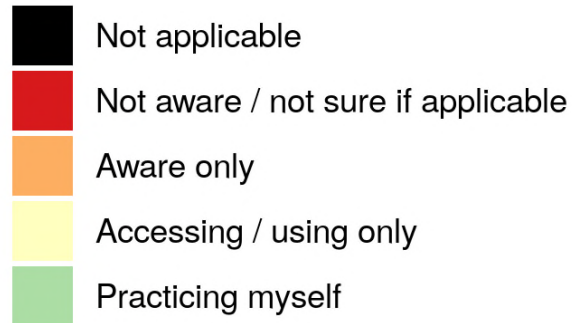 Not applicable
Not aware / not sure if applicable
Aware only
Accessing / using only
Practicing myself